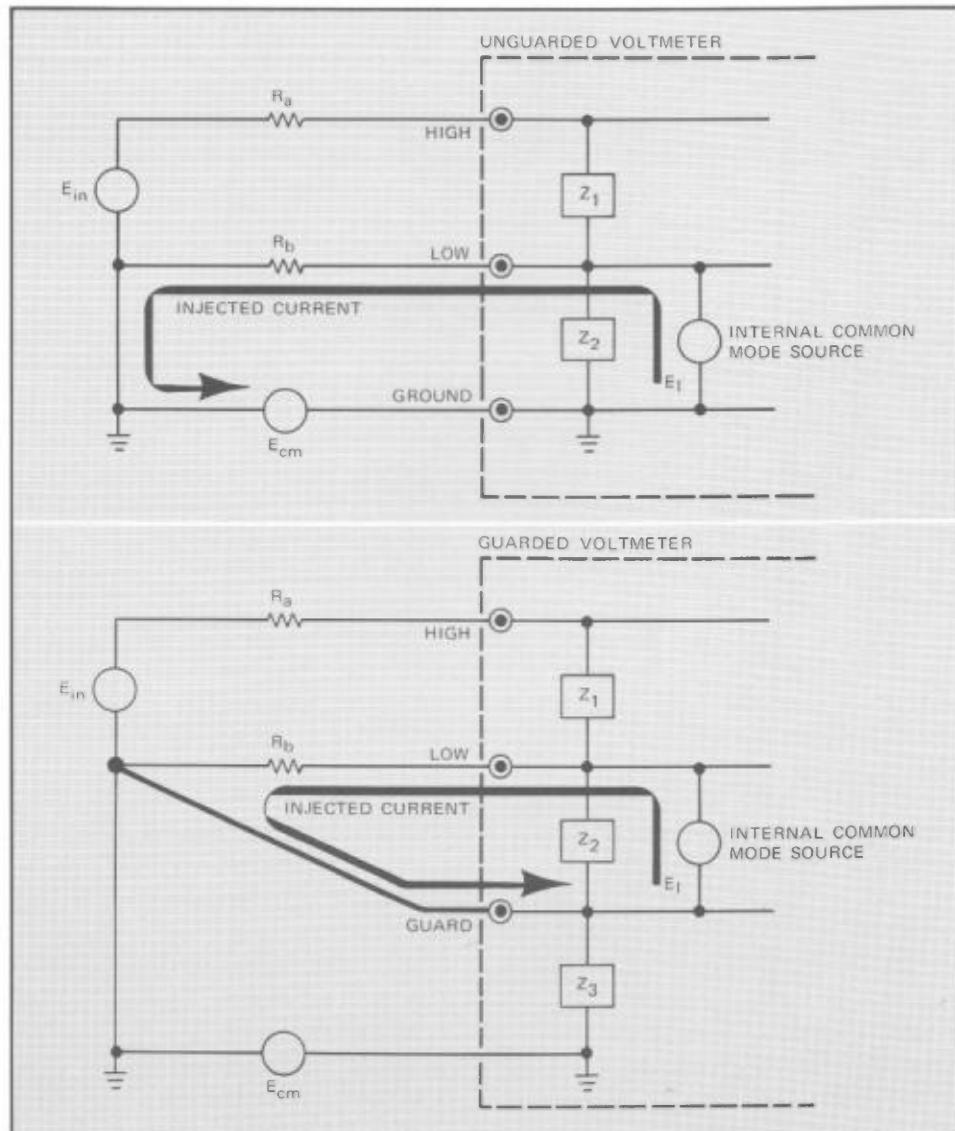 UNGUARDED VOLTMETER
Ra
HIGH
Ein
Z1
Rb
LOW
INJECTED CURRENT
Z2
INTERNAL COMMON
MODE SOURCE
EI
GROUND
Ecm
GUARDED VOLTMETER
Ra
HIGH
Ein
Z1
Rb
LOW
INJECTED CURRENT
Z2
INTERNAL COMMON
MODE SOURCE
EI
GUARD
Z3
Ecm